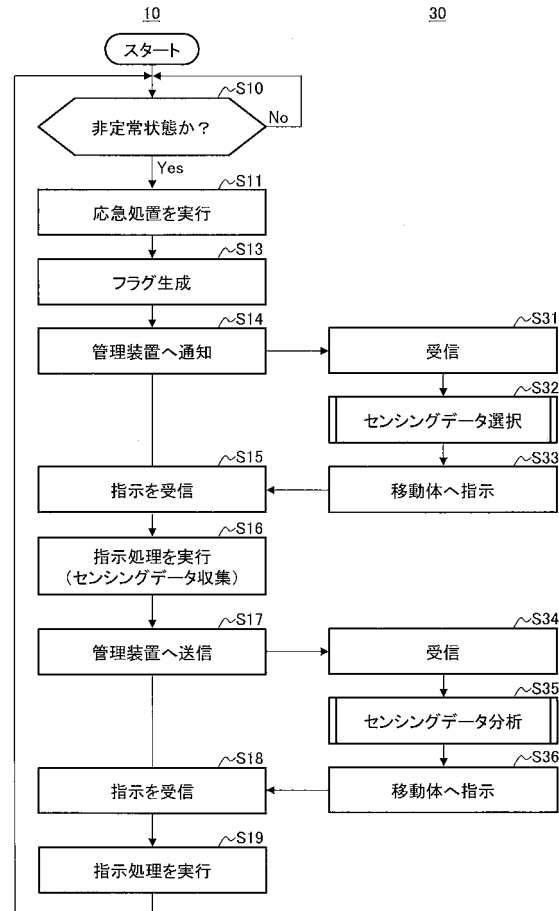 10
30
スタート
S10
非定常状態か？
No
Yes
S11
応急処置を実行
S13
フラグ生成
S14
管理装置へ通知
S31
受信
S32
センシングデータ選択
S15
指示を受信
S33
移動体へ指示
S16
指示処理を実行
(センシングデータ収集)
S17
管理装置へ送信
S34
受信
S35
センシングデータ分析
S18
指示を受信
S36
移動体へ指示
S19
指示処理を実行